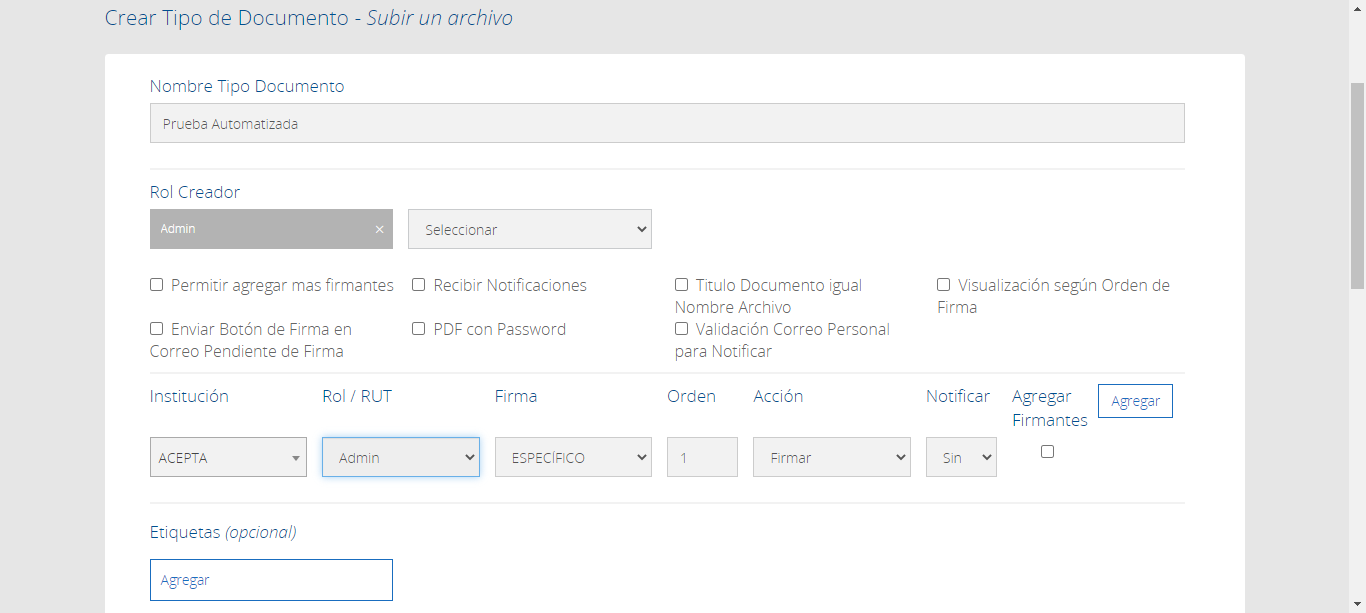 Crear Tipo de Documento - Subir un archivo
Nombre Tipo Documento
Prueba Automatizada
Rol Creador
Admin ×
Seleccionar
Permitir agregar mas firmantes
Recibir Notificaciones
Titulo Documento igual
Nombre Archivo
Visualización según Orden de
Firma
Enviar Botón de Firma en
Correo Pendiente de Firma
PDF con Password
Validación Correo Personal
para Notificar
Institución
Rol / RUT
Firma
Orden
Acción
Notificar
Agregar
Firmantes
Agregar
ACEPTA
Admin
ESPECÍFICO
1
Firmar
Sin
Etiquetas (opcional)
Agregar